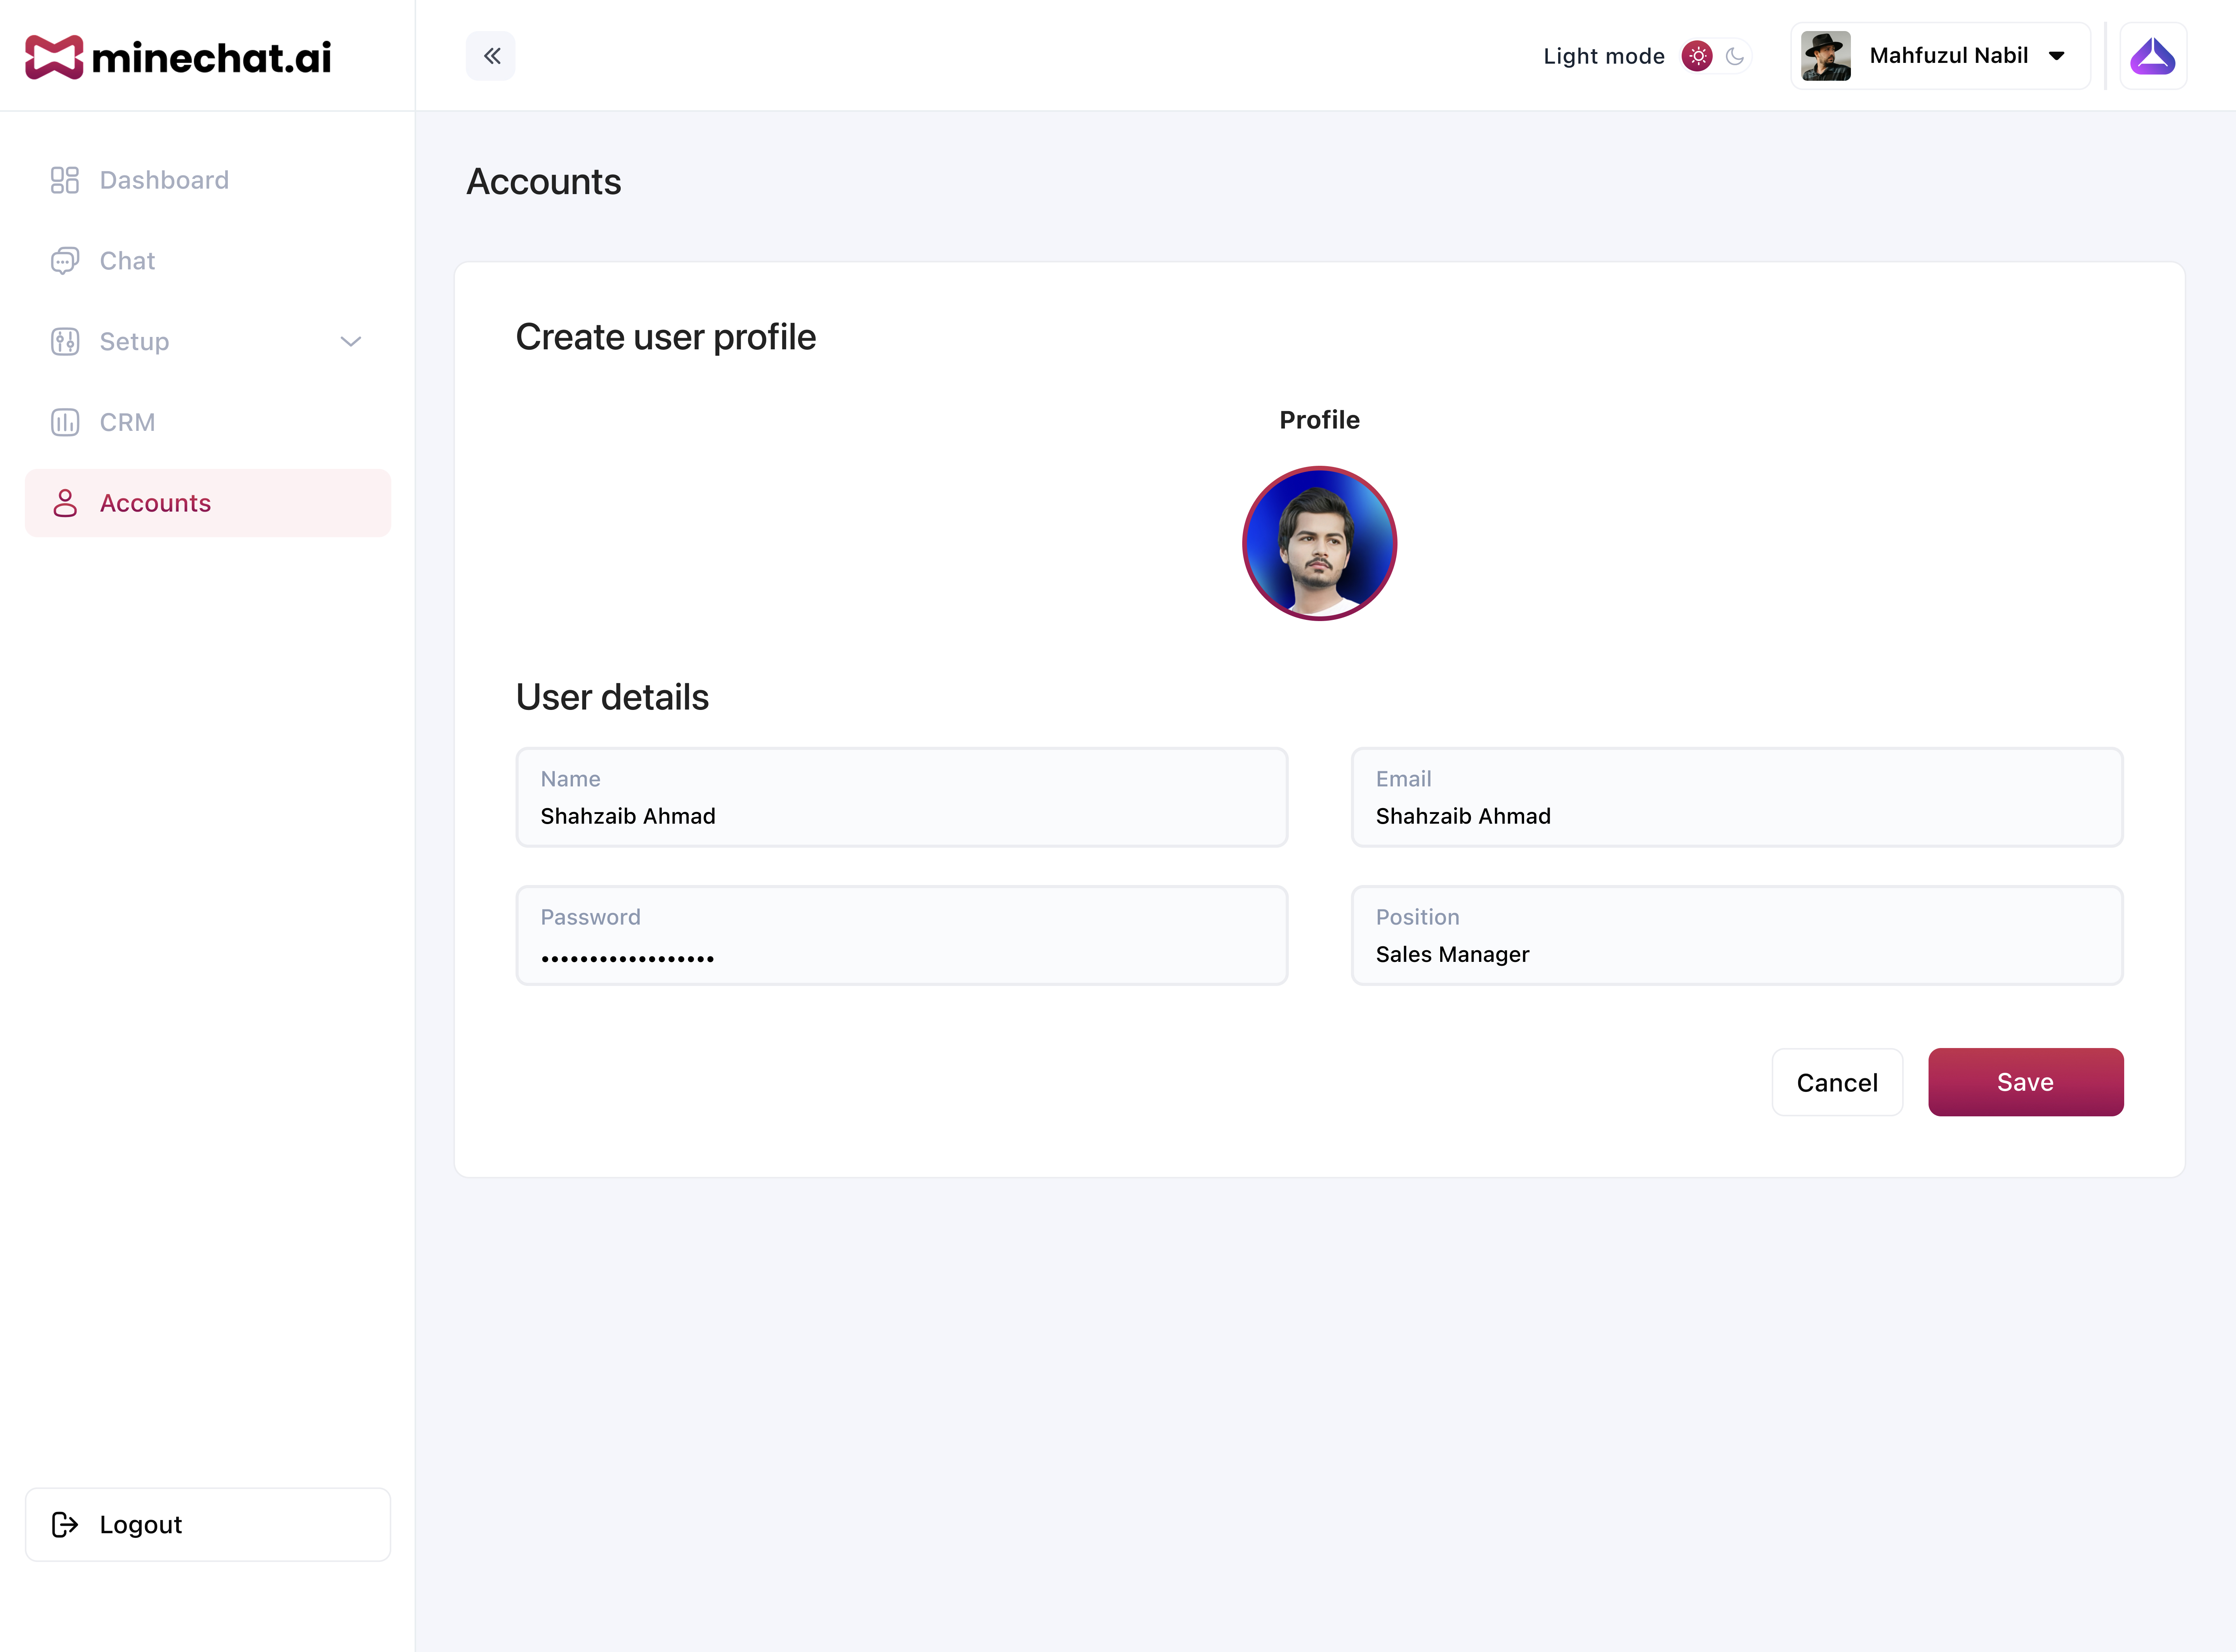 minechat.ai
Light mode
Mahfuzul Nabil
Dashboard
Chat
Setup
CRM
Accounts
Logout
Accounts
Create user profile
Profile
User details
Name
Shahzaib Ahmad
Email
Shahzaib Ahmad
Password
••••••••••••••••••
Position
Sales Manager
Cancel
Save